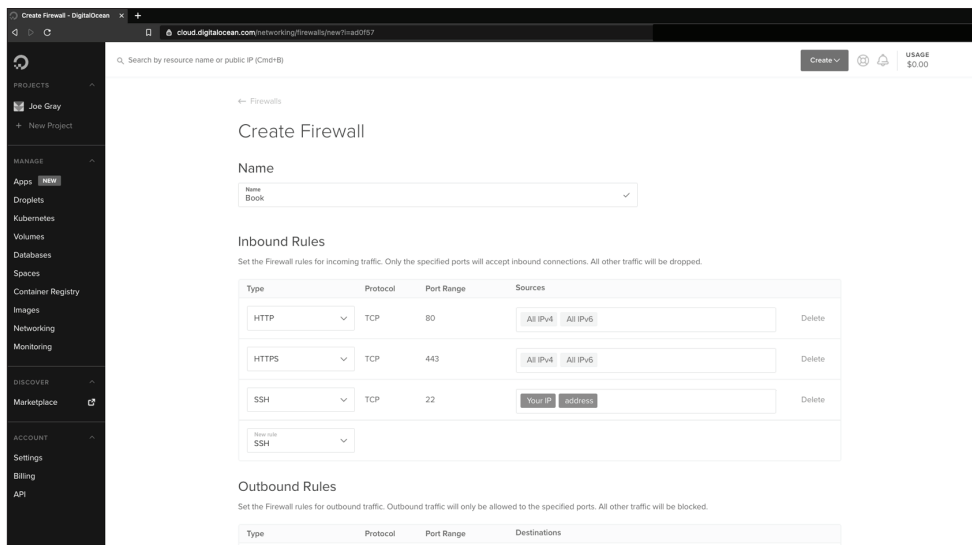 Create Firewall - DigitalOcean
cloud.digitalocean.com/networking/firewalls/new?i=ad0f57
Search by resource name or public IP (Cmd+B)
Create
USAGE
$0.00
PROJECTS
Joe Gray
+ New Project
MANAGE
Apps NEW
Droplets
Kubernetes
Volumes
Databases
Spaces
Container Registry
Images
Networking
Monitoring
DISCOVER
Marketplace
ACCOUNT
Settings
Billing
API
← Firewalls
Create Firewall
Name
Name
Book
Inbound Rules
Set the Firewall rules for incoming traffic. Only the specified ports will accept inbound connections. All other traffic will be dropped.
Type Protocol Port Range Sources
HTTP TCP 80 All IPv4 All IPv6 Delete
HTTPS TCP 443 All IPv4 All IPv6 Delete
SSH TCP 22 Your IP address Delete
New rule
SSH
Outbound Rules
Set the Firewall rules for outbound traffic. Outbound traffic will only be allowed to the specified ports. All other traffic will be blocked.
Type Protocol Port Range Destinations